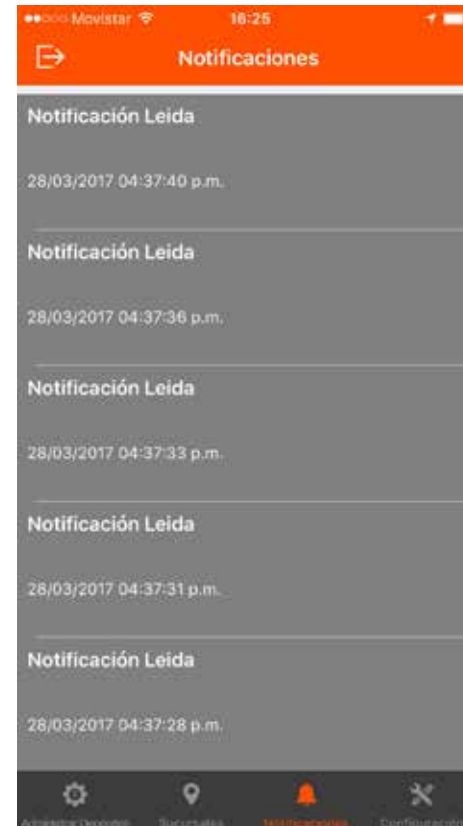 Movistar 16:25
Notificaciones
Notificación Leida
28/03/2017 04:37:40 p.m.
Notificación Leida
28/03/2017 04:37:36 p.m.
Notificación Leida
28/03/2017 04:37:33 p.m.
Notificación Leida
28/03/2017 04:37:31 p.m.
Notificación Leida
28/03/2017 04:37:28 p.m.
Sucursales Notificaciones